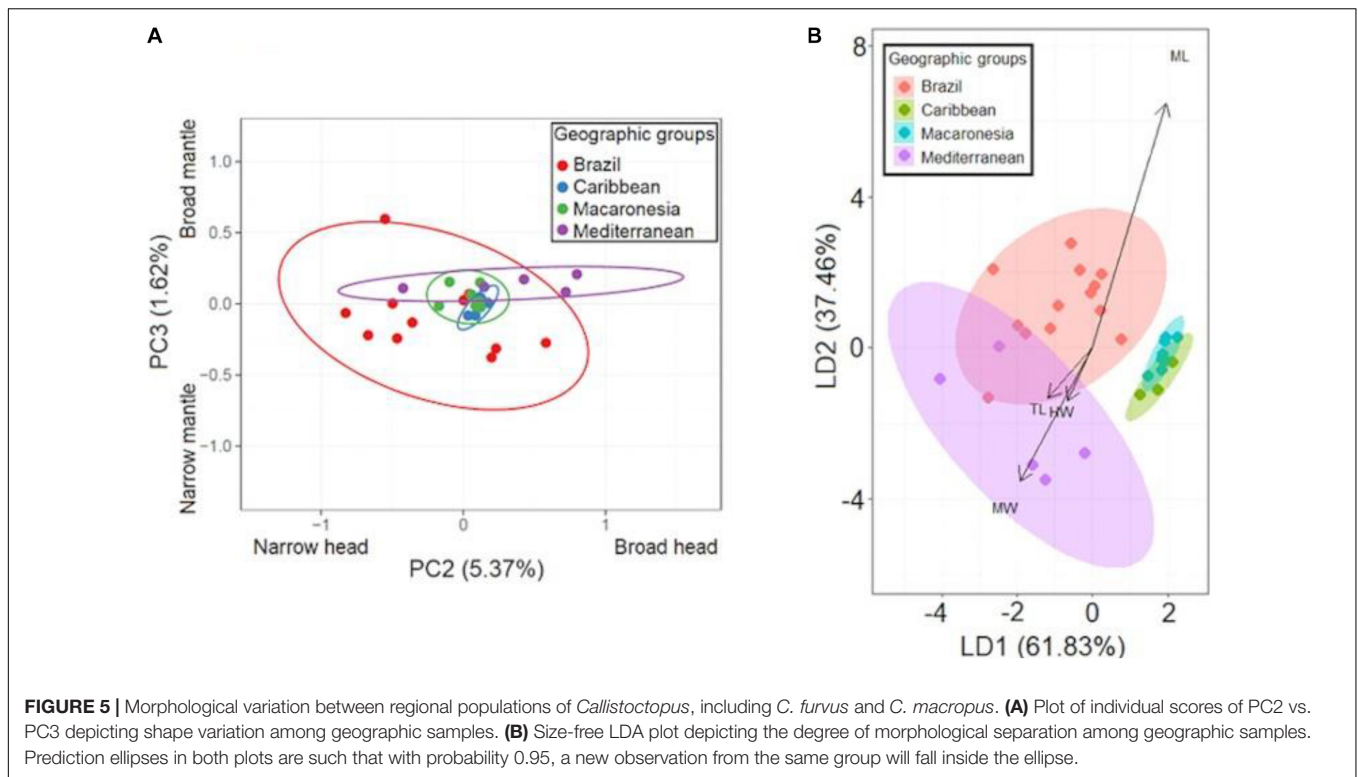 A
Broad mantle
Narrow mantle
PC3 (1.62%)
1.0
0.5
0.0
−0.5
−1.0
Geographic groups
Brazil
Caribbean
Macaronesia
Mediterranean
−1
0
1
Narrow head
Broad head
PC2 (5.37%)
B
LD2 (37.46%)
8
4
0
-4
Geographic groups
Brazil
Caribbean
Macaronesia
Mediterranean
ML
TL
HW
MW
-4
-2
0
2
LD1 (61.83%)
FIGURE 5 | Morphological variation between regional populations of Callistoctopus, including C. furvus and C. macropus. (A) Plot of individual scores of PC2 vs.
PC3 depicting shape variation among geographic samples. (B) Size-free LDA plot depicting the degree of morphological separation among geographic samples.
Prediction ellipses in both plots are such that with probability 0.95, a new observation from the same group will fall inside the ellipse.